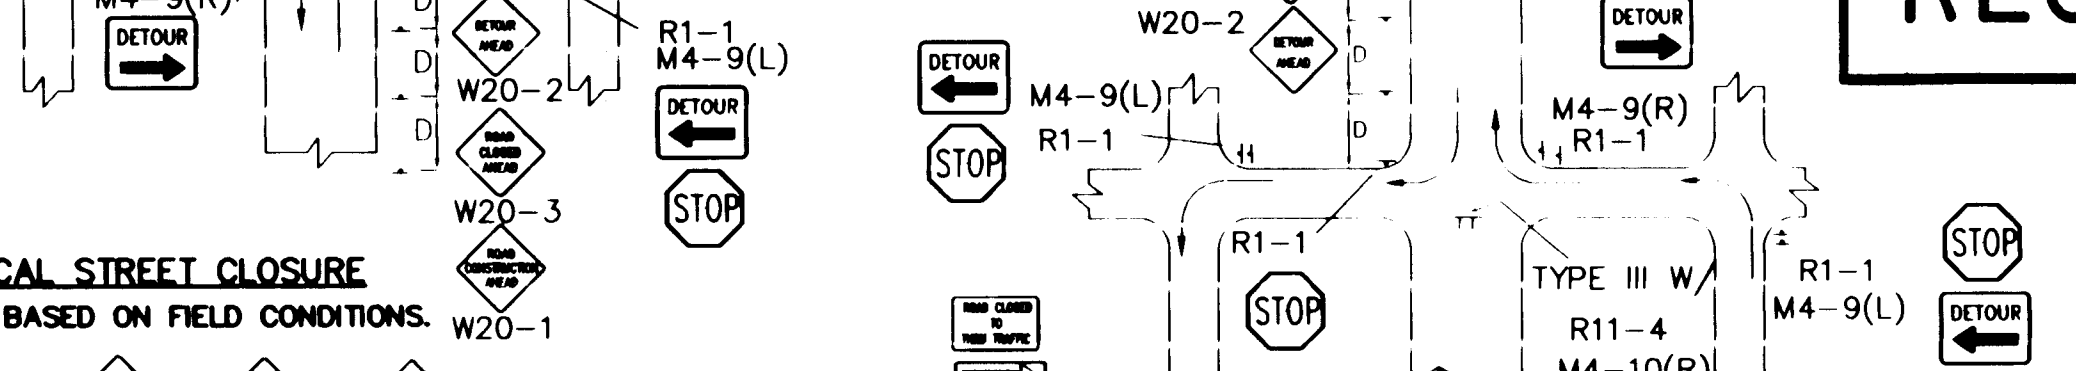 M4-9(R)
DETOUR
D
D
D
DETOUR
AHEAD
W20-2
ROAD
CLOSED
AHEAD
W20-3
ROAD
CONSTRUCTION
AHEAD
W20-1
R1-1
M4-9(L)
DETOUR
STOP
CAL STREET CLOSURE
BASED ON FIELD CONDITIONS.
W20-2
DETOUR
AHEAD
D
D
DETOUR
M4-9(L)
R1-1
STOP
R1-1
STOP
ROAD CLOSED
TO
THRU TRAFFIC
DETOUR
M4-9(R)
R1-1
TYPE III W/
R11-4
M4-10(R)
R1-1
M4-9(L)
STOP
DETOUR